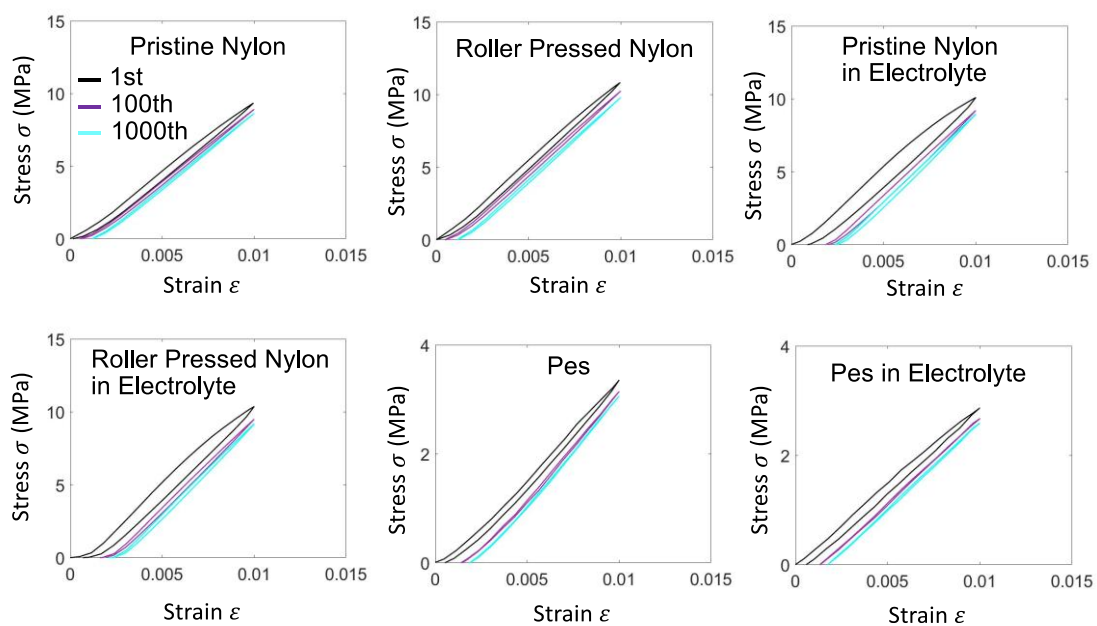 15
10
5
0
0
0.005
0.01
0.015
Stress σ (MPa)
Strain ε
Pristine Nylon
1st
100th
1000th
15
10
5
0
0
0.005
0.01
0.015
Stress σ (MPa)
Strain ε
Roller Pressed Nylon
15
10
5
0
0
0.005
0.01
0.015
Stress σ (MPa)
Strain ε
Pristine Nylon
in Electrolyte
15
10
5
0
0
0.005
0.01
0.015
Stress σ (MPa)
Strain ε
Roller Pressed Nylon
in Electrolyte
4
2
0
0
0.005
0.01
0.015
Stress σ (MPa)
Strain ε
Pes
4
2
0
0
0.005
0.01
0.015
Stress σ (MPa)
Strain ε
Pes in Electrolyte